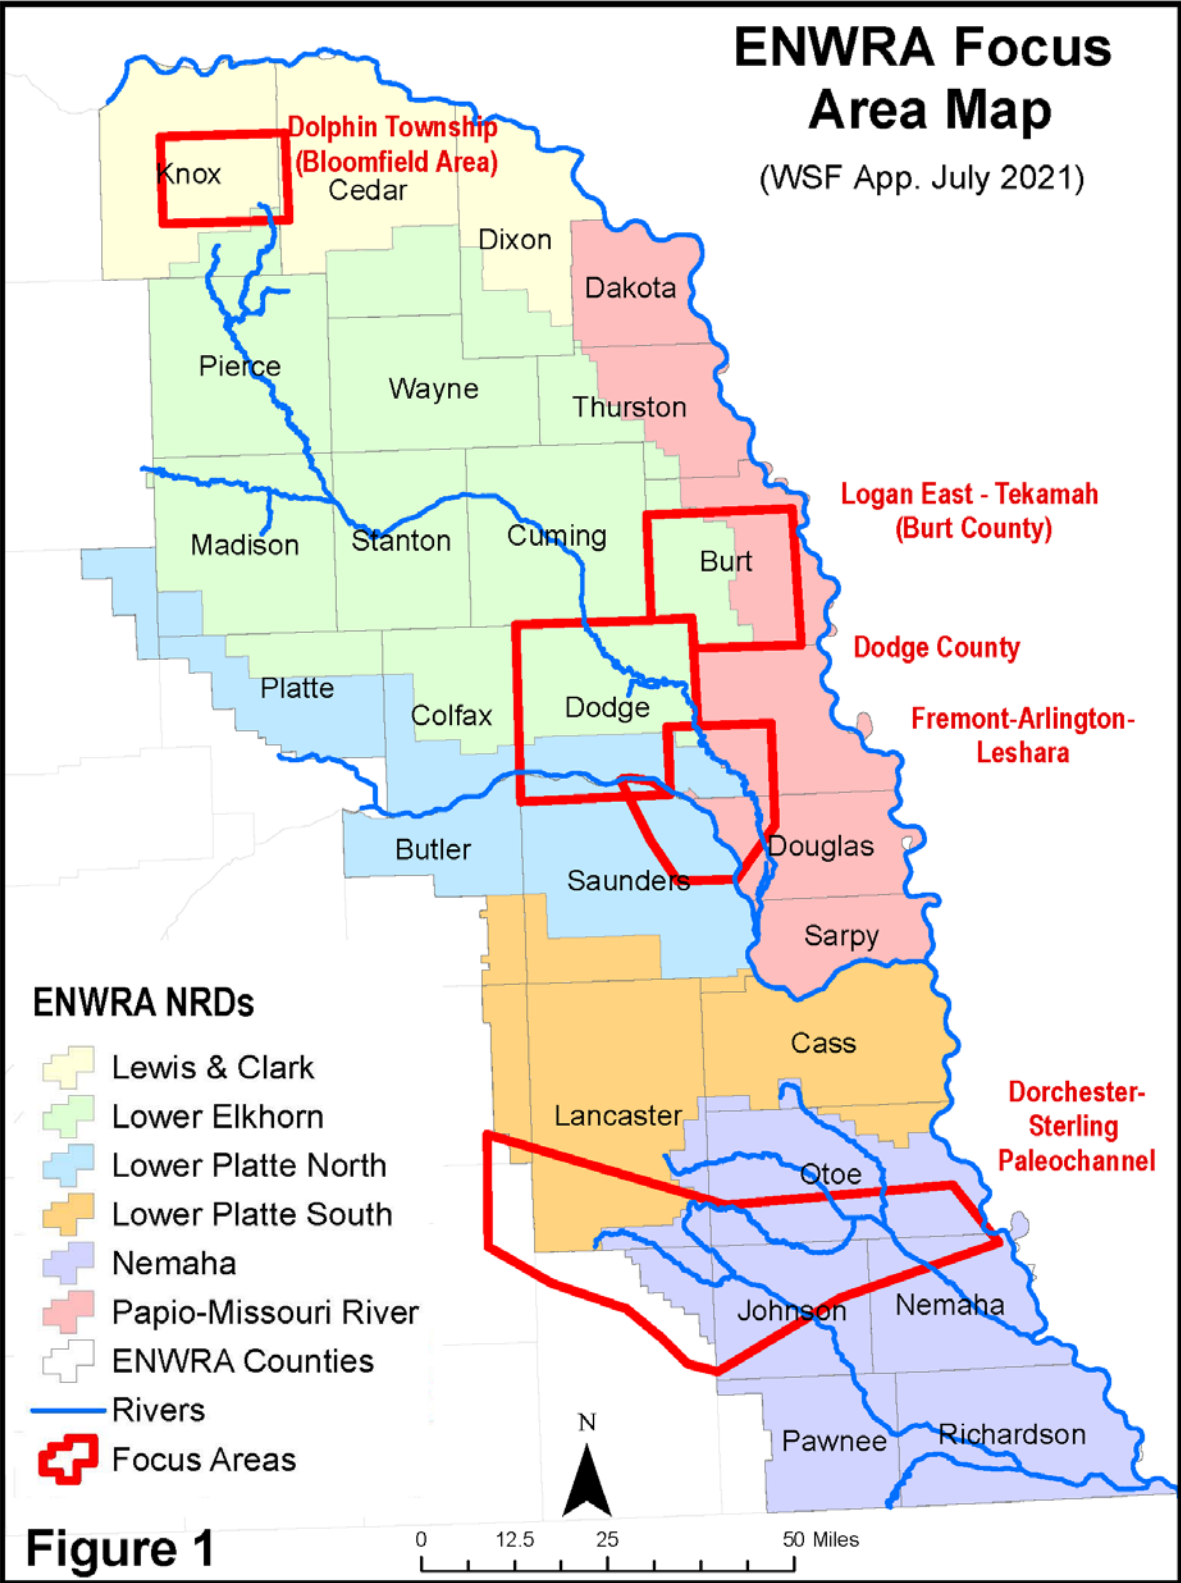 ENWRA Focus
Area Map
(WSF App. July 2021)
Dolphin Township
(Bloomfield Area)
Knox
Cedar
Dixon
Dakota
Pierce
Wayne
Thurston
Logan East - Tekamah
(Burt County)
Madison
Stanton
Cuming
Burt
Dodge County
Platte
Colfax
Dodge
Fremont-Arlington-
Leshara
Butler
Saunders
Douglas
Sarpy
Cass
Lancaster
Otoe
Dorchester-
Sterling
Paleochannel
Johnson
Nemaha
Pawnee
Richardson
ENWRA NRDs
Lewis & Clark
Lower Elkhorn
Lower Platte North
Lower Platte South
Nemaha
Papio-Missouri River
ENWRA Counties
Rivers
Focus Areas
N
Figure 1
0 12.5 25 50 Miles